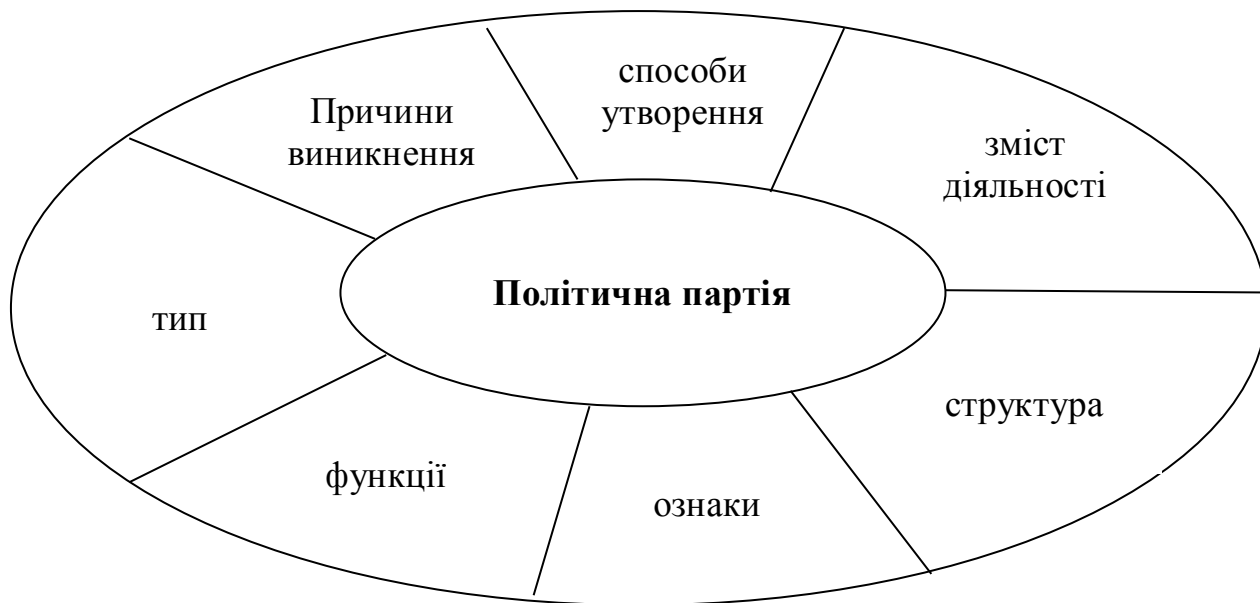 способи
утворення
Причини
виникнення
зміст
діяльності
Політична партія
тип
структура
функції
ознаки